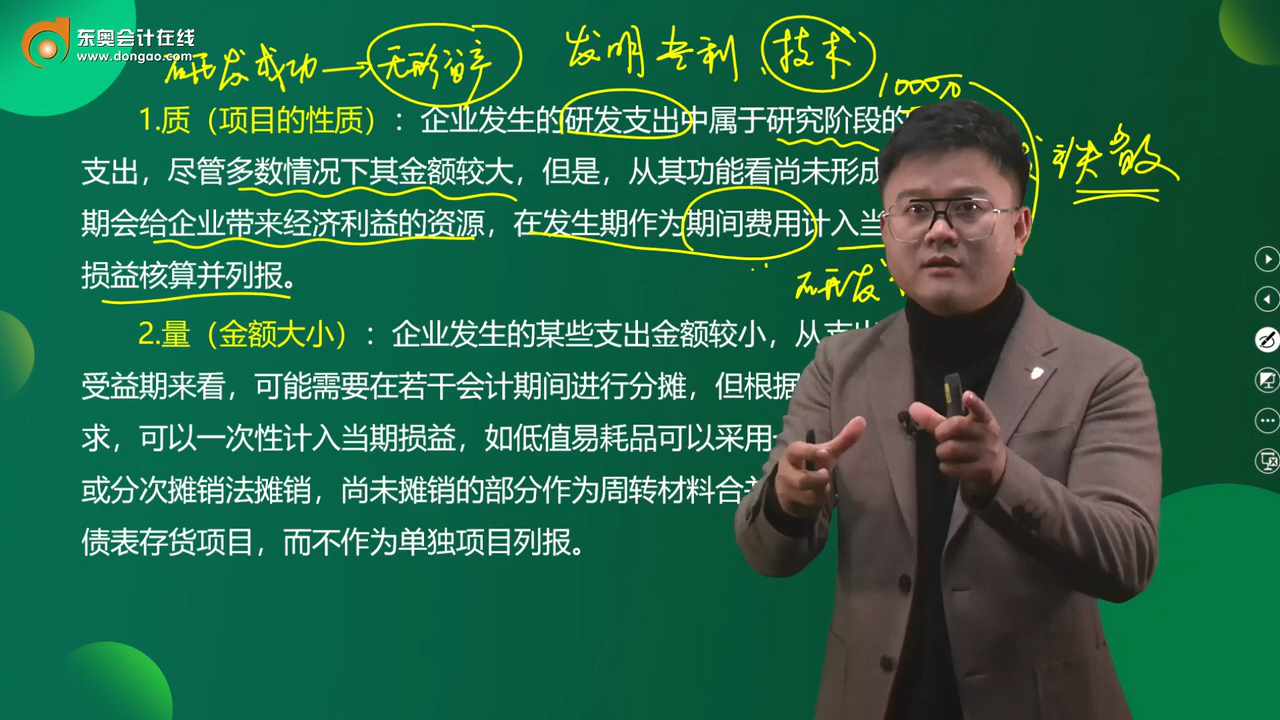 东奥会计在线
www.dongao.com
研发成功→无形资产 发明专利、技术
1000万
1.质（项目的性质）：企业发生的研发支出中属于研究阶段的
失败
支出，尽管多数情况下其金额较大，但是，从其功能看尚未形成
期会给企业带来经济利益的资源，在发生期作为期间费用计入当
研发
损益核算并列报。
2.量（金额大小）：企业发生的某些支出金额较小，从支出
受益期来看，可能需要在若干会计期间进行分摊，但根据
求，可以一次性计入当期损益，如低值易耗品可以采用一
或分次摊销法摊销，尚未摊销的部分作为周转材料合并
债表存货项目，而不作为单独项目列报。